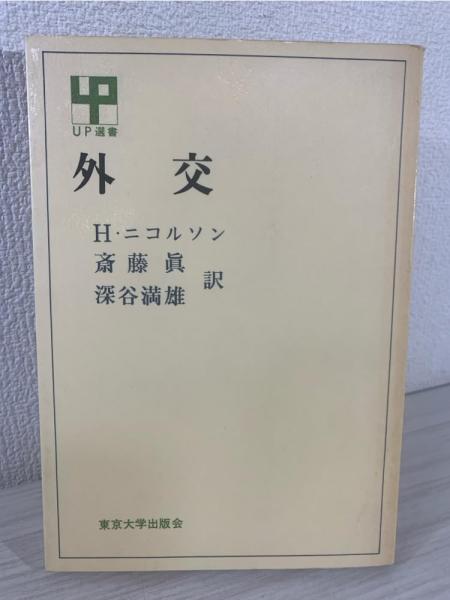 UP
UP選書
外交
H・ニコルソン
斎藤眞
深谷満雄 訳
東京大学出版会